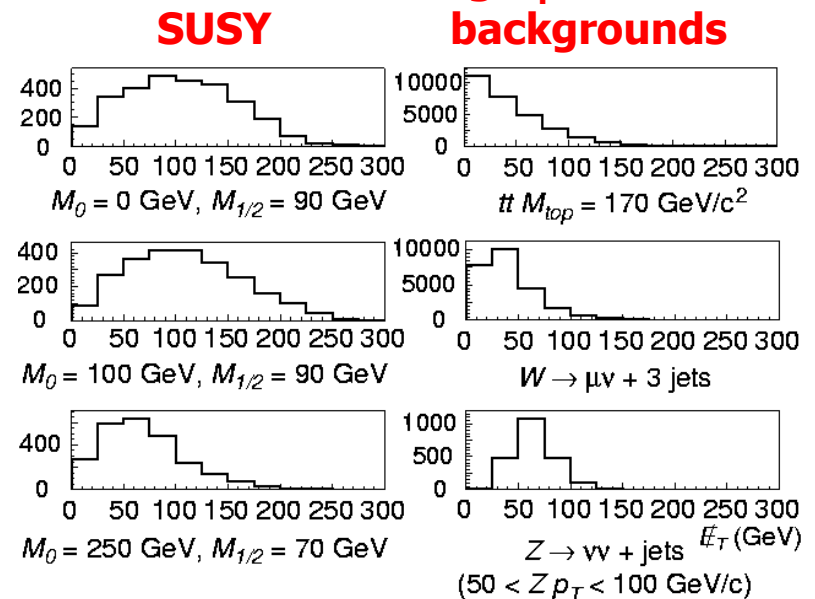 SUSY
backgrounds
400
200
0
0 50 100 150 200 250 300
M0 = 0 GeV, M1/2 = 90 GeV
10000
5000
0
0 50 100 150 200 250 300
tt Mtop = 170 GeV/c2
400
200
0
0 50 100 150 200 250 300
M0 = 100 GeV, M1/2 = 90 GeV
10000
5000
0
0 50 100 150 200 250 300
W → μν + 3 jets
400
0
0 50 100 150 200 250 300
M0 = 250 GeV, M1/2 = 70 GeV
1000
500
0
0 50 100 150 200 250 300
E̸T (GeV)
Z → νν + jets
(50 < Z pT < 100 GeV/c)